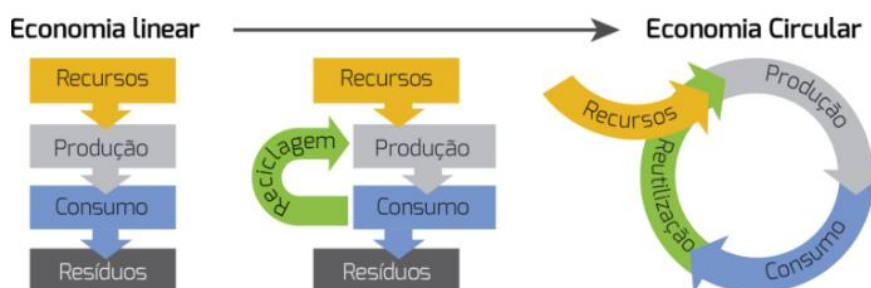 Economia linear
Economia Circular
Recursos
Produção
Consumo
Resíduos
Recursos
Reciclagem
Produção
Consumo
Resíduos
Recursos
Produção
Consumo
Reutilização